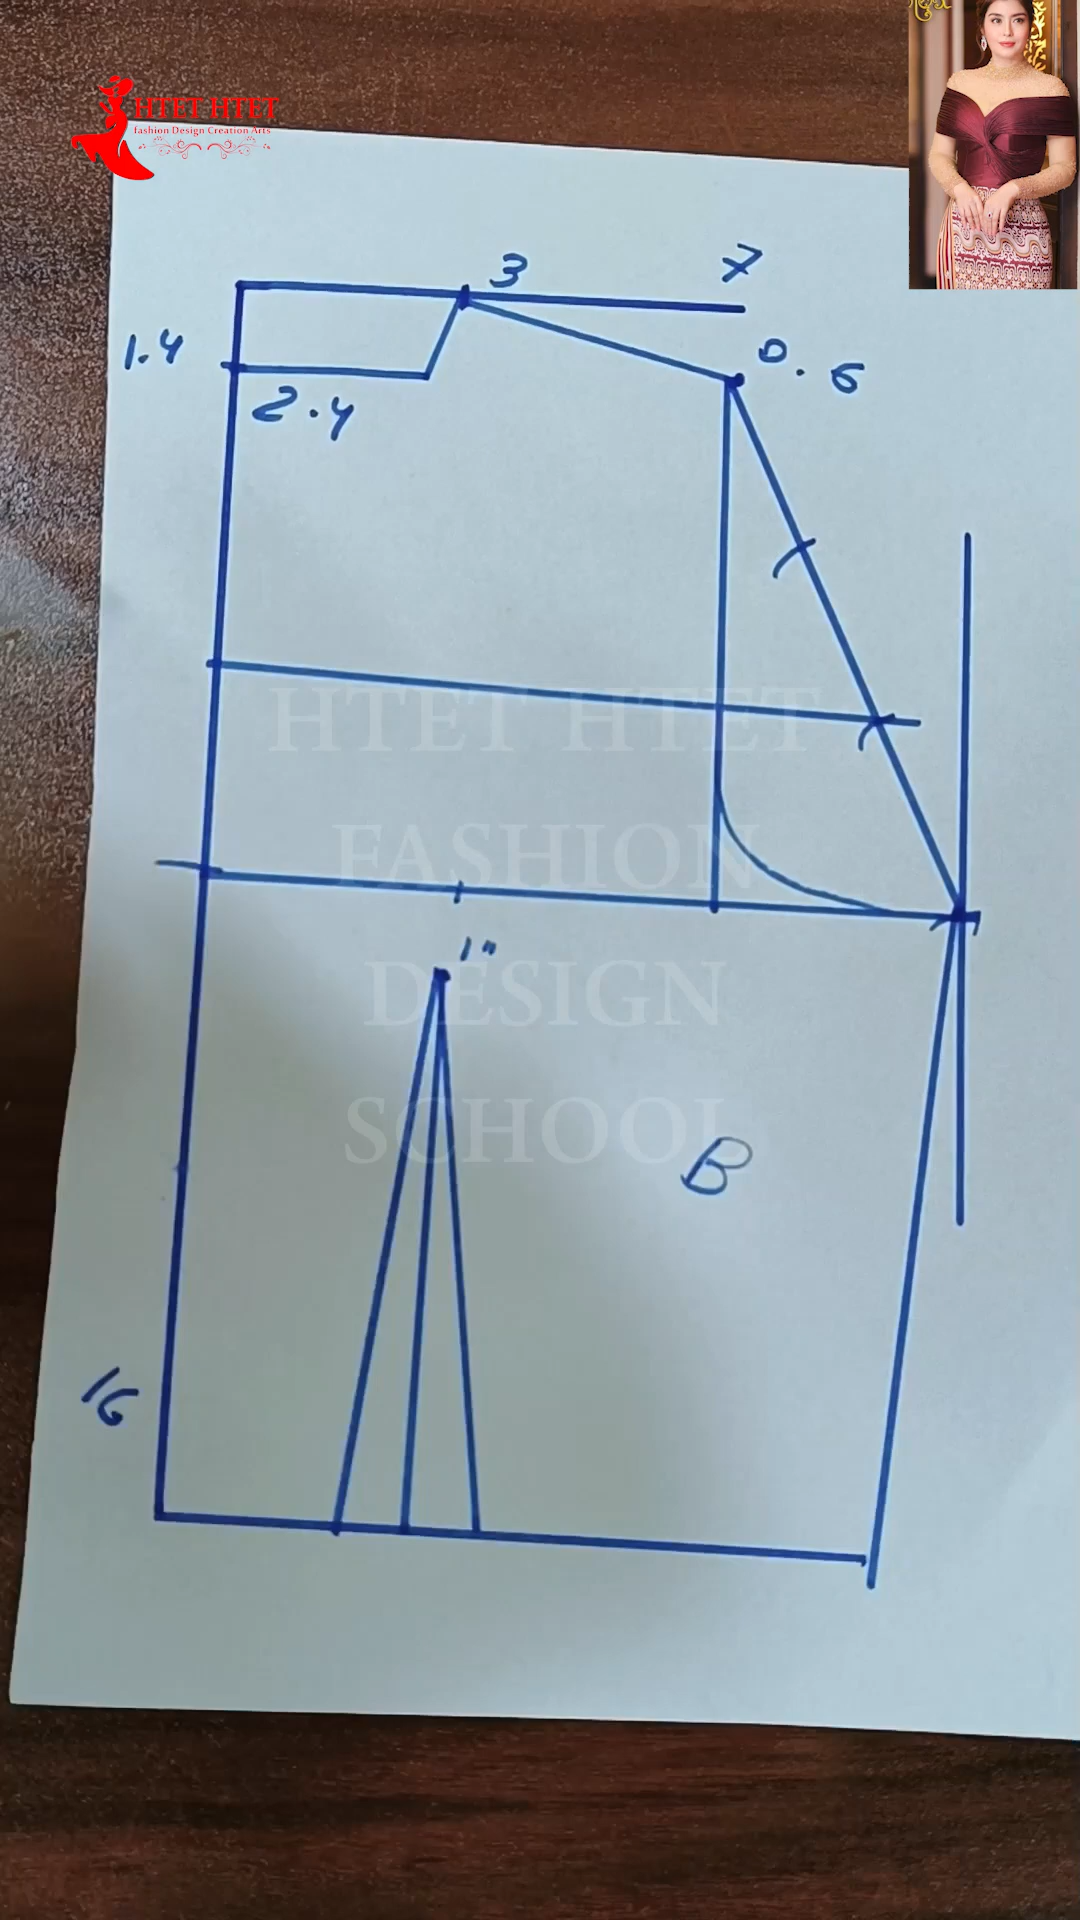 HTET HTET
fashion Design Creation Arts
3
7
1.4
0.6
2.4
HTET HTET
FASHION
DESIGN
SCHOOL
1"
B
16